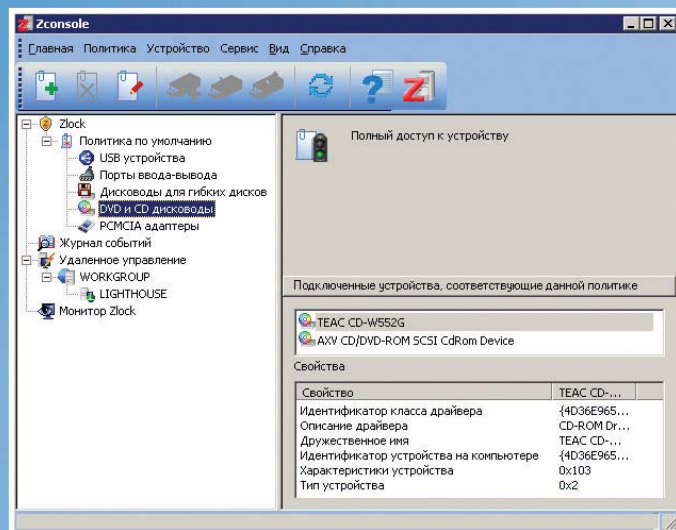 Zconsole
Главная Политика Устройство Сервис Вид Справка
Zlock
Политика по умолчанию
USB устройства
Порты ввода-вывода
Дисководы для гибких дисков
DVD и CD дисководы
PCMCIA адаптеры
Журнал событий
Удаленное управление
WORKGROUP
LIGHTHOUSE
Монитор Zlock
Полный доступ к устройству
Подключенные устройства, соответствующие данной политике
TEAC CD-W552G
AXV CD/DVD-ROM SCSI CdRom Device
Свойства
Свойство TEAC CD-...
Идентификатор класса драйвера {4D36E965...
Описание драйвера CD-ROM Dr...
Дружественное имя TEAC CD-...
Идентификатор устройства на компьютере {4D36E965...
Характеристики устройства 0x103
Тип устройства 0x2